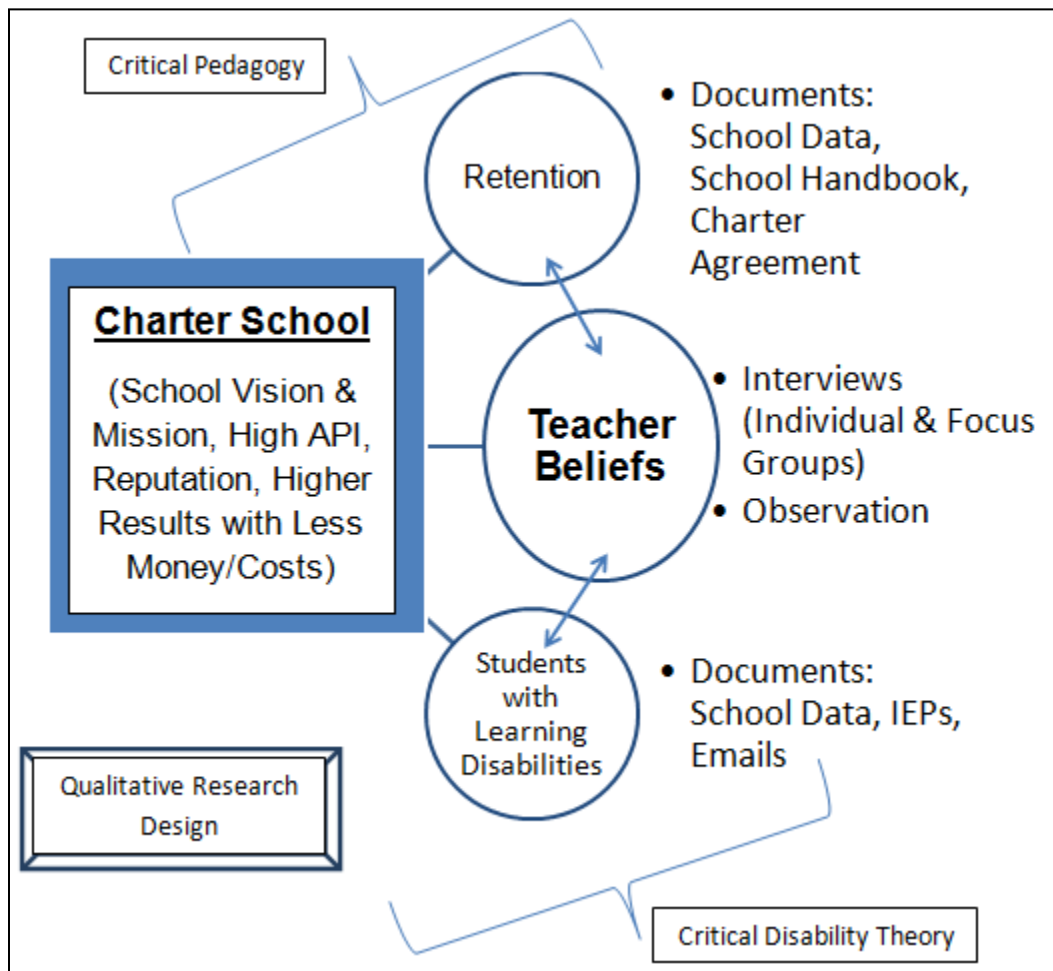 Critical Pedagogy
Retention
• Documents:
School Data,
School Handbook,
Charter
Agreement
Charter School
(School Vision &
Mission, High API,
Reputation, Higher
Results with Less
Money/Costs)
Teacher
Beliefs
• Interviews
(Individual & Focus
Groups)
• Observation
Students
with
Learning
Disabilities
• Documents:
School Data, IEPs,
Emails
Qualitative Research
Design
Critical Disability Theory